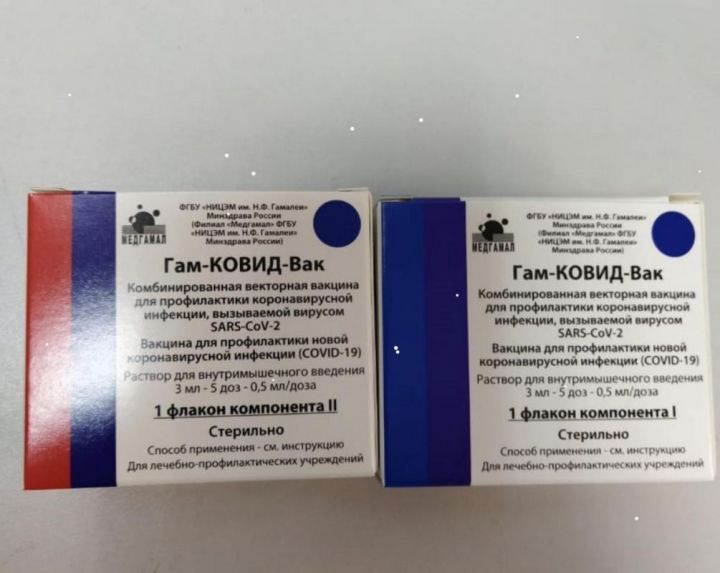 МЕДГАМАЛ
ФГБУ «НИЦЭМ им. Н.Ф. Гамалеи»
Минздрава России
(Филиал «Медгамал» ФГБУ
«НИЦЭМ им. Н.Ф. Гамалеи»
Минздрава России)
Гам-КОВИД-Вак
Комбинированная векторная вакцина
для профилактики коронавирусной
инфекции, вызываемой вирусом
SARS-CoV-2
Вакцина для профилактики новой
коронавирусной инфекции (COVID-19)
Раствор для внутримышечного введения
3 мл - 5 доз - 0,5 мл/доза
1 флакон компонента II
Стерильно
Способ применения - см. инструкцию
Для лечебно-профилактических учреждений
МЕДГАМАЛ
ФГБУ «НИЦЭМ им. Н.Ф. Гамалеи»
Минздрава России
(Филиал «Медгамал» ФГБУ
«НИЦЭМ им. Н.Ф. Гамалеи»
Минздрава России)
Гам-КОВИД-Вак
Комбинированная векторная вакцина
для профилактики коронавирусной
инфекции, вызываемой вирусом
SARS-CoV-2
Вакцина для профилактики новой
коронавирусной инфекции (COVID-19)
Раствор для внутримышечного введения
3 мл - 5 доз - 0,5 мл/доза
1 флакон компонента I
Стерильно
Способ применения - см. инструкцию
Для лечебно-профилактических учреждений